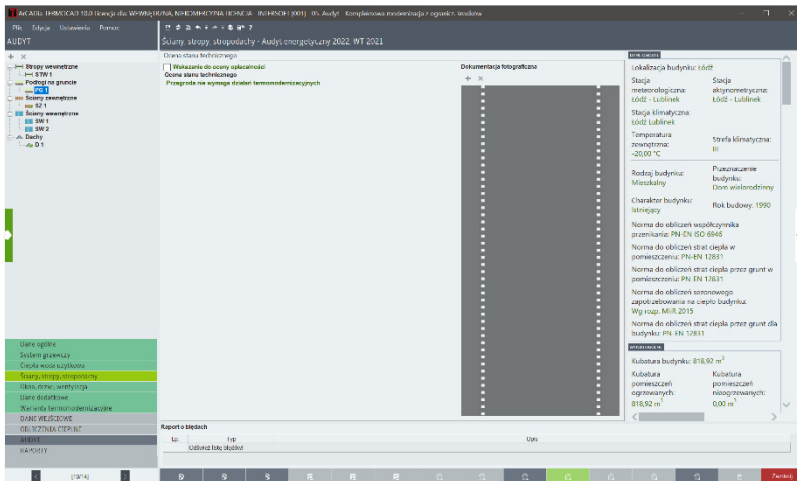 ArCADia TERMOCAD 10.0 licencja dla: WEWNĘTRZNA, NIEKOMERCYJNA LICENCJA - INTERSOFT [001] - 05. Audyt - Kompleksowa modernizacja z ogranicz. środków
Plik Edycja Ustawienia Pomoc
AUDYT
Ściany, stropy, stropodachy - Audyt energetyczny 2022, WT 2021
Stropy wewnętrzne
STW 1
Podłogi na gruncie
PG 1
Ściany zewnętrzne
SZ 1
Ściany wewnętrzne
SW 1
SW 2
Dachy
D 1
Dane ogólne
System grzewczy
Ciepła woda użytkowa
Ściany, stropy, stropodachy
Okna, drzwi, wentylacja
Dane dodatkowe
Warianty termomodernizacyjne
DANE WEJŚCIOWE
OBLICZENIA CIEPLNE
AUDYT
RAPORTY
[10/14]
Ocena stanu technicznego
Wskazanie do oceny opłacalności
Ocena stanu technicznego
Przegroda nie wymaga działań termomodernizacyjnych
Dokumentacja fotograficzna
Raport o błędach
Lp. Typ Opis
Odśwież listę błędów!
Lokalizacja budynku: Łódź
Stacja meteorologiczna: Łódź - Lublinek
Stacja aktynometryczna: Łódź - Lublinek
Stacja klimatyczna: Łódź Lublinek
Temperatura zewnętrzna: -20,00 °C
Strefa klimatyczna: III
Rodzaj budynku: Mieszkalny
Przeznaczenie budynku: Dom wielorodzinny
Charakter budynku: Istniejący
Rok budowy: 1990
Norma do obliczeń współczynnika
przenikania: PN-EN ISO 6946
Norma do obliczeń strat ciepła w
pomieszczeniu: PN-EN 12831
Norma do obliczeń strat ciepła przez grunt w
pomieszczeniu: PN-EN 12831
Norma do obliczeń sezonowego
zapotrzebowania na ciepło budynku:
Wg rozp. MIiR 2015
Norma do obliczeń strat ciepła przez grunt dla
budynku: PN-EN 12831
Kubatura budynku: 818,92 m³
Kubatura pomieszczeń ogrzewanych: 818,92 m³
Kubatura pomieszczeń nieogrzewanych: 0,00 m³
Zamknij